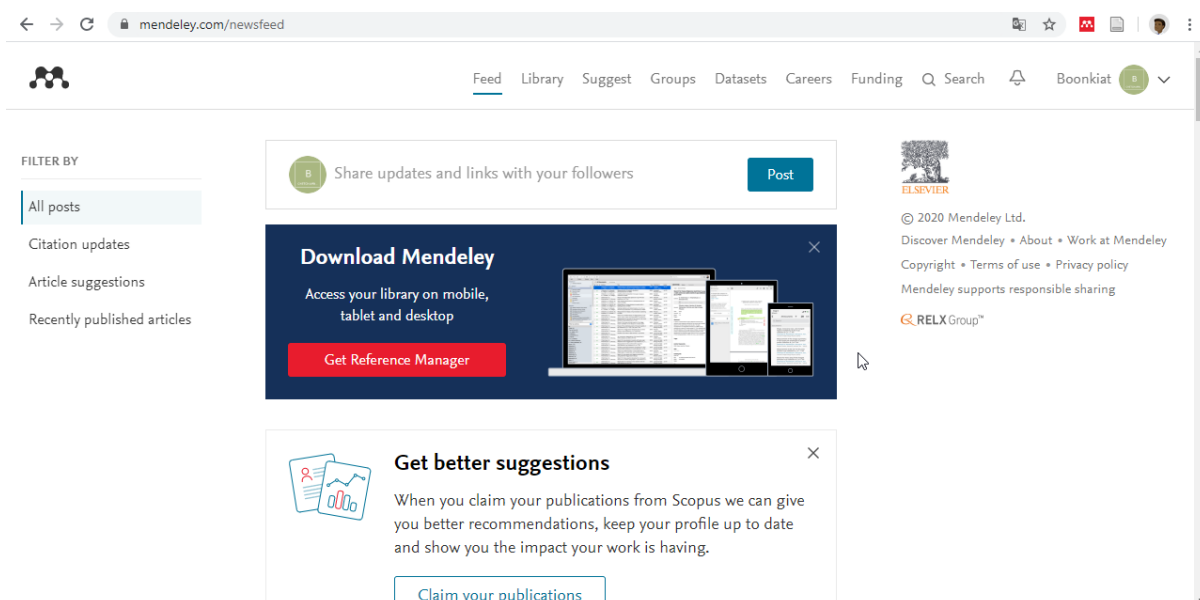 mendeley.com/newsfeed
Feed Library Suggest Groups Datasets Careers Funding Search Boonkiat B
FILTER BY
All posts
Citation updates
Article suggestions
Recently published articles
B Share updates and links with your followers Post
Download Mendeley
Access your library on mobile,
tablet and desktop
Get Reference Manager
Get better suggestions
When you claim your publications from Scopus we can give
you better recommendations, keep your profile up to date
and show you the impact your work is having.
Claim your publications
ELSEVIER
© 2020 Mendeley Ltd.
Discover Mendeley • About • Work at Mendeley
Copyright • Terms of use • Privacy policy
Mendeley supports responsible sharing
RELX Group™